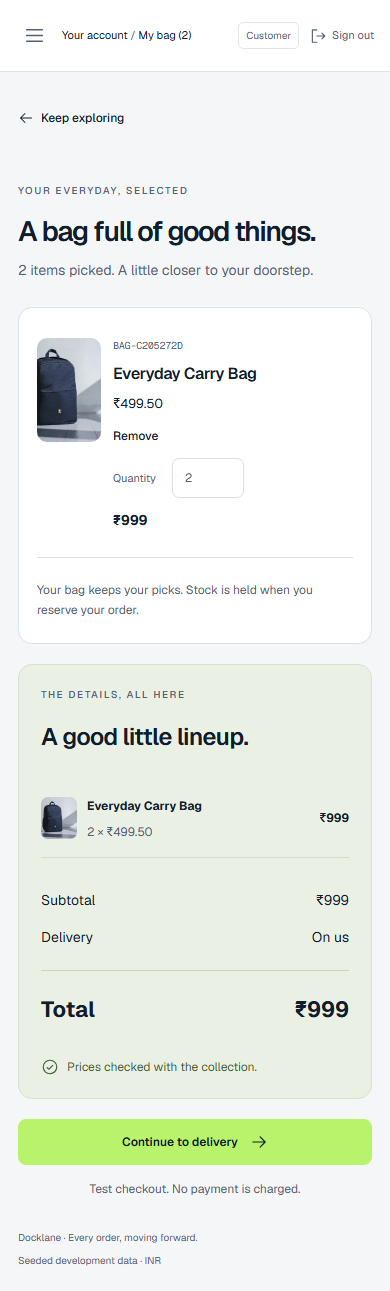 Your account / My bag (2)
Customer
Sign out
Keep exploring
YOUR EVERYDAY, SELECTED
A bag full of good things.
2 items picked. A little closer to your doorstep.
BAG-C205272D
Everyday Carry Bag
₹499.50
Remove
Quantity 2
₹999
Your bag keeps your picks. Stock is held when you
reserve your order.
THE DETAILS, ALL HERE
A good little lineup.
Everyday Carry Bag
2 × ₹499.50
₹999
Subtotal ₹999
Delivery On us
Total ₹999
Prices checked with the collection.
Continue to delivery
Test checkout. No payment is charged.
Docklane · Every order, moving forward.
Seeded development data · INR